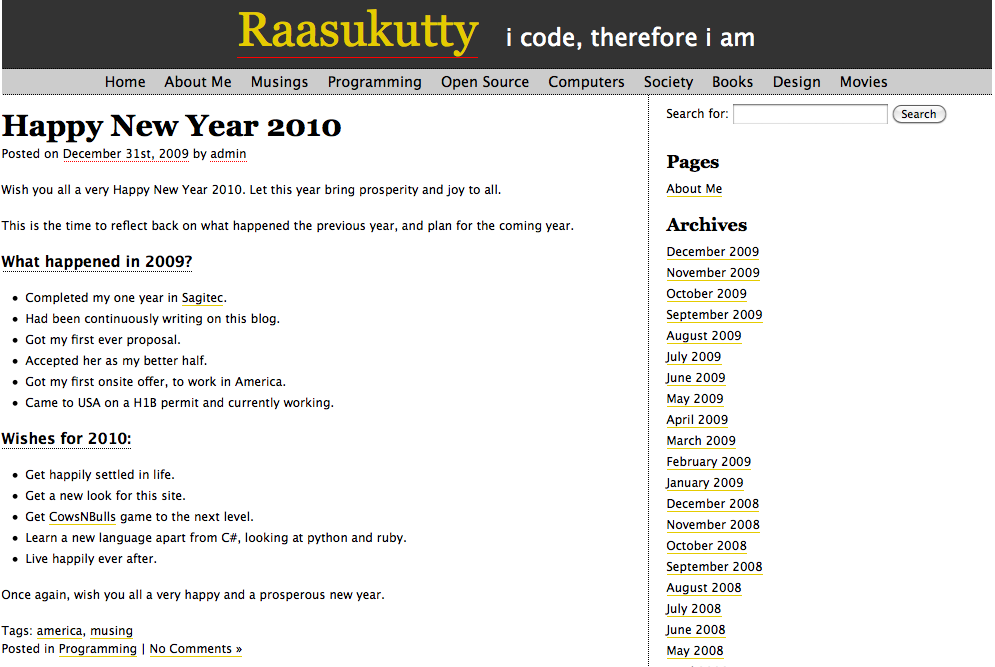 Raasukutty i code, therefore i am
Home About Me Musings Programming Open Source Computers Society Books Design Movies
Happy New Year 2010
Posted on December 31st, 2009 by admin
Wish you all a very Happy New Year 2010. Let this year bring prosperity and joy to all.
This is the time to reflect back on what happened the previous year, and plan for the coming year.
What happened in 2009?
• Completed my one year in Sagitec.
• Had been continuously writing on this blog.
• Got my first ever proposal.
• Accepted her as my better half.
• Got my first onsite offer, to work in America.
• Came to USA on a H1B permit and currently working.
Wishes for 2010:
• Get happily settled in life.
• Get a new look for this site.
• Get CowsNBulls game to the next level.
• Learn a new language apart from C#, looking at python and ruby.
• Live happily ever after.
Once again, wish you all a very happy and a prosperous new year.
Tags: america, musing
Posted in Programming | No Comments »
Search for: Search
Pages
About Me
Archives
December 2009
November 2009
October 2009
September 2009
August 2009
July 2009
June 2009
May 2009
April 2009
March 2009
February 2009
January 2009
December 2008
November 2008
October 2008
September 2008
August 2008
July 2008
June 2008
May 2008